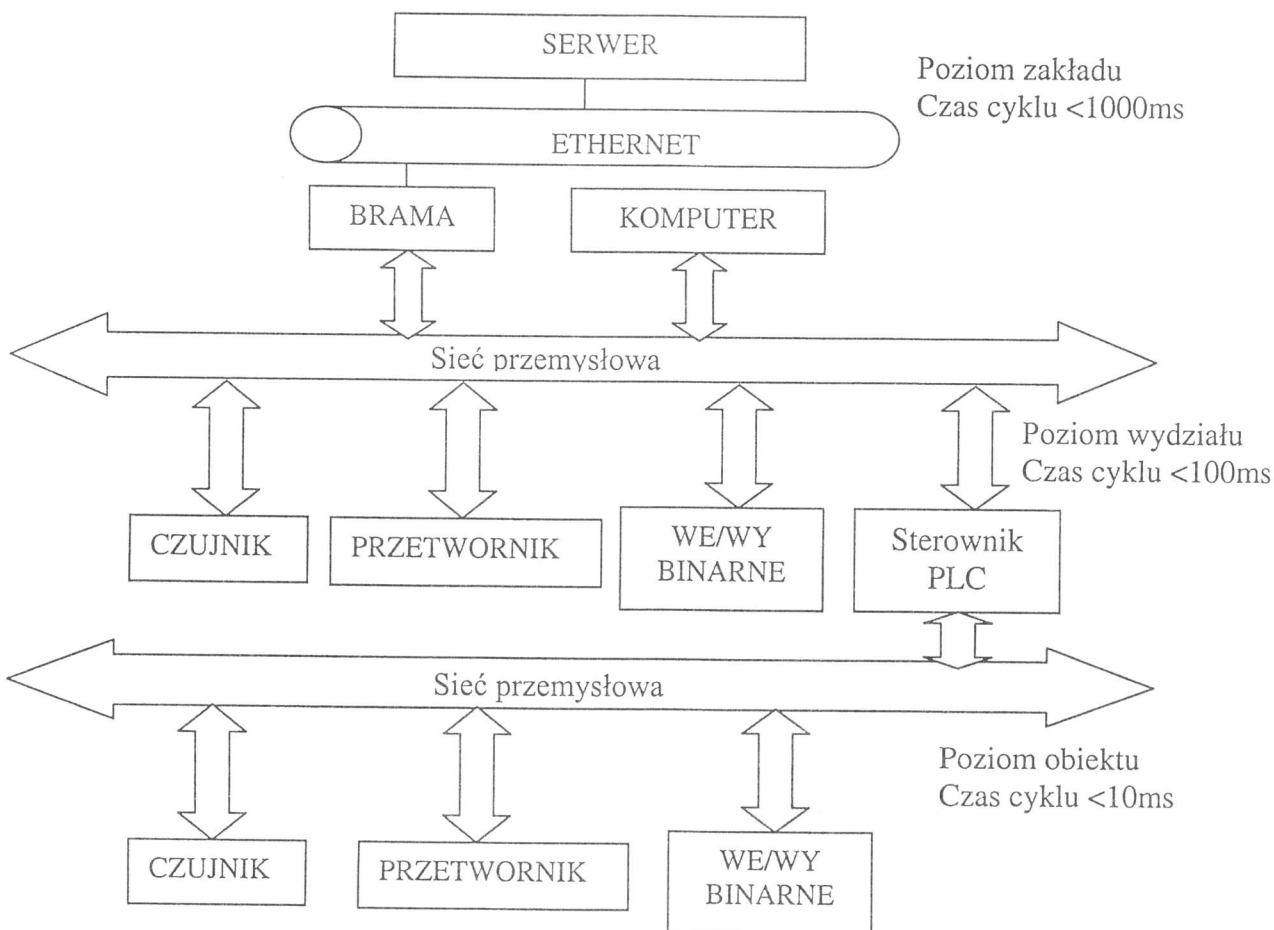 SERWER
Poziom zakładu
Czas cyklu <1000ms
ETHERNET
BRAMA
KOMPUTER
Sieć przemysłowa
Poziom wydziału
Czas cyklu <100ms
CZUJNIK
PRZETWORNIK
WE/WY
BINARNE
Sterownik
PLC
Sieć przemysłowa
Poziom obiektu
Czas cyklu <10ms
CZUJNIK
PRZETWORNIK
WE/WY
BINARNE